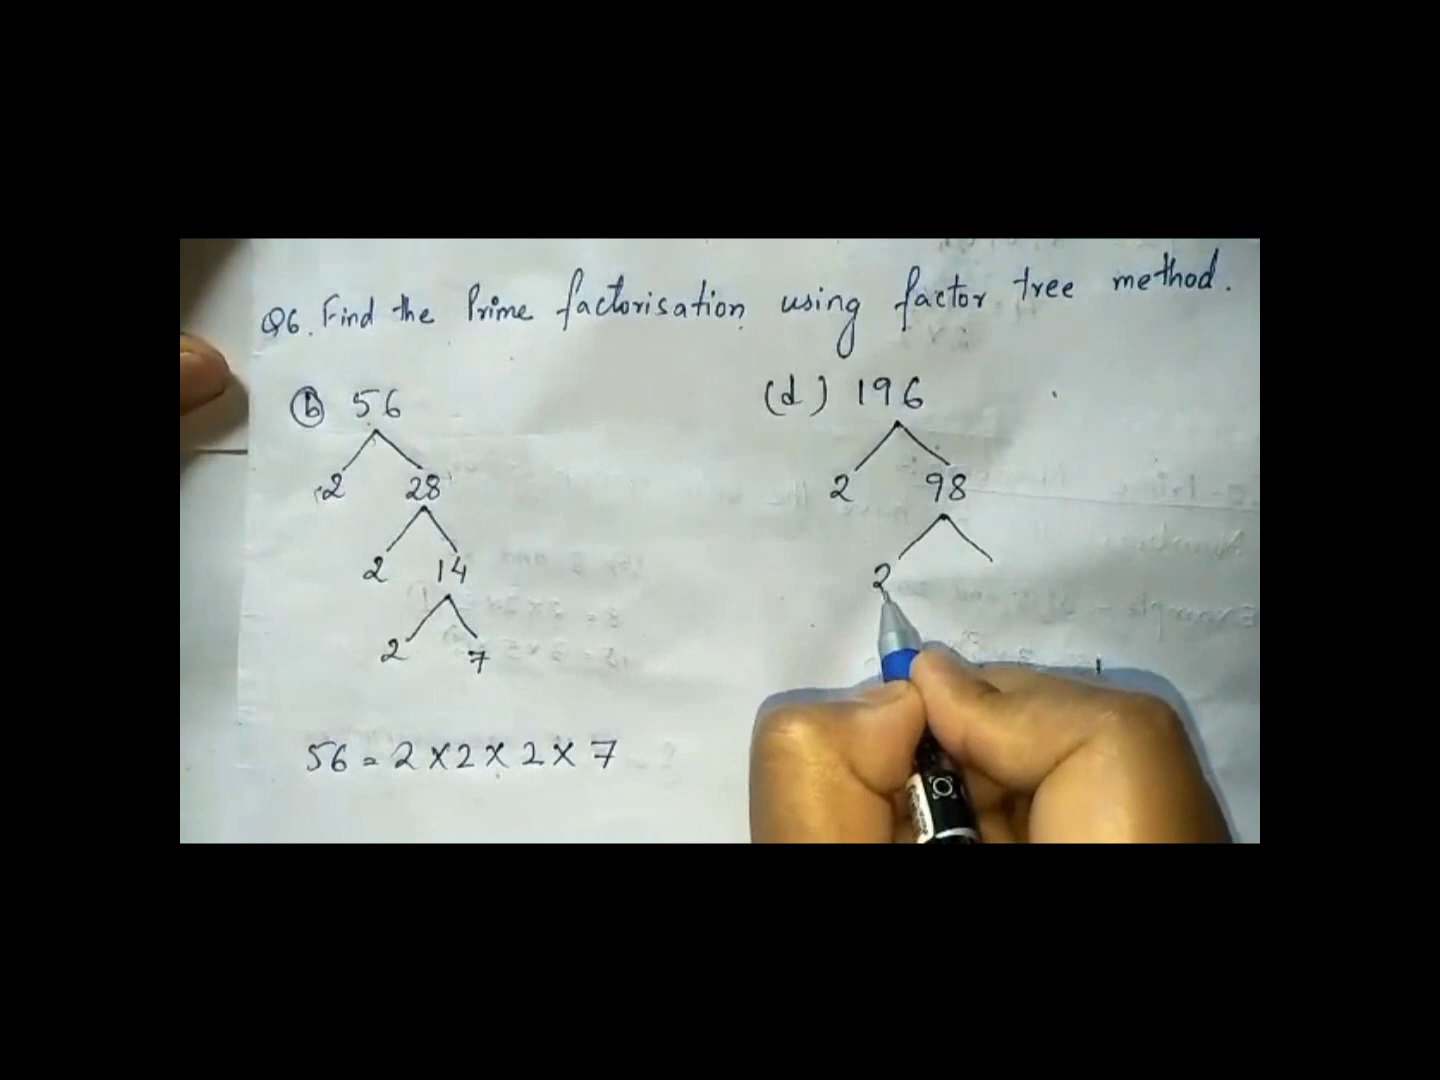 Q6. Find the Prime factorisation using factor tree method.
(b) 56
2 28
2 14
2 7
56 = 2 × 2 × 2 × 7
(d) 196
2 98
2